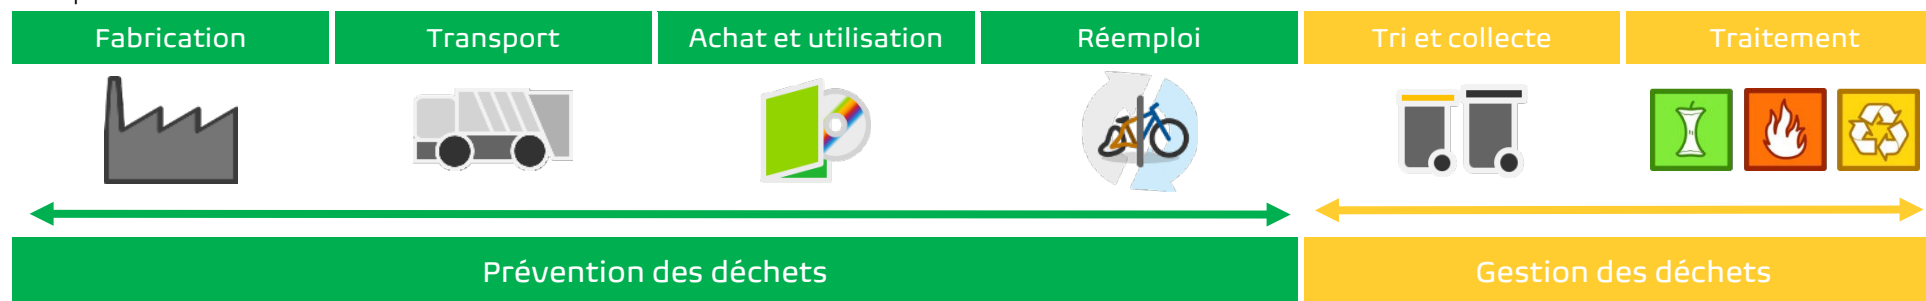 Fabrication
Transport
Achat et utilisation
Réemploi
Tri et collecte
Traitement
Prévention des déchets
Gestion des déchets